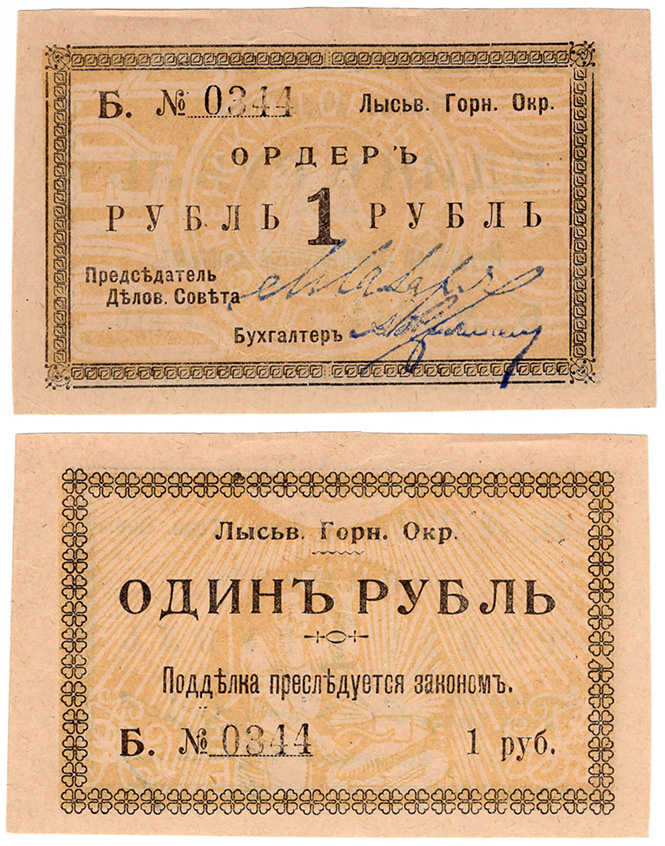 Б. № 0344 Лысьв. Горн. Окр.
ОРДЕРЪ
РУБЛЬ 1 РУБЛЬ
Предсѣдатель
Дѣлов. Совѣта
Бухгалтеръ
Лысьв. Горн. Окр.
ОДИНЪ РУБЛЬ
Поддѣлка преслѣдуется закономъ.
Б. № 0344 1 руб.